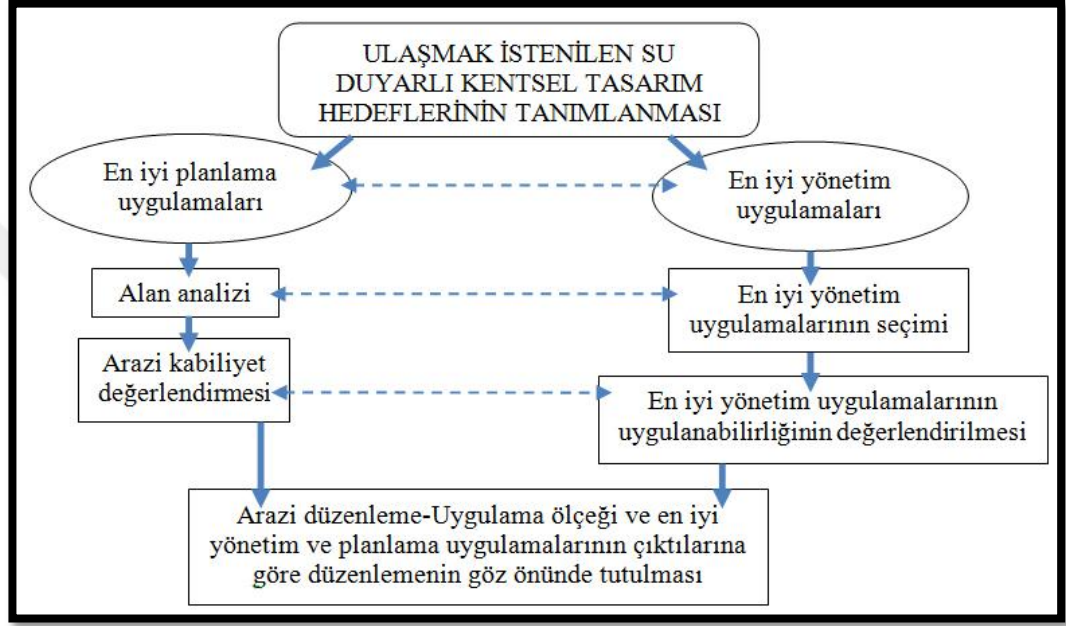 ULAŞMAK İSTENİLEN SU
DUYARLI KENTSEL TASARIM
HEDEFLERİNİN TANIMLANMASI
En iyi planlama
uygulamaları
En iyi yönetim
uygulamaları
Alan analizi
En iyi yönetim
uygulamalarının seçimi
Arazi kabiliyet
değerlendirmesi
En iyi yönetim uygulamalarının
uygulanabilirliğinin değerlendirilmesi
Arazi düzenleme-Uygulama ölçeği ve en iyi
yönetim ve planlama uygulamalarının çıktılarına
göre düzenlemenin göz önünde tutulması